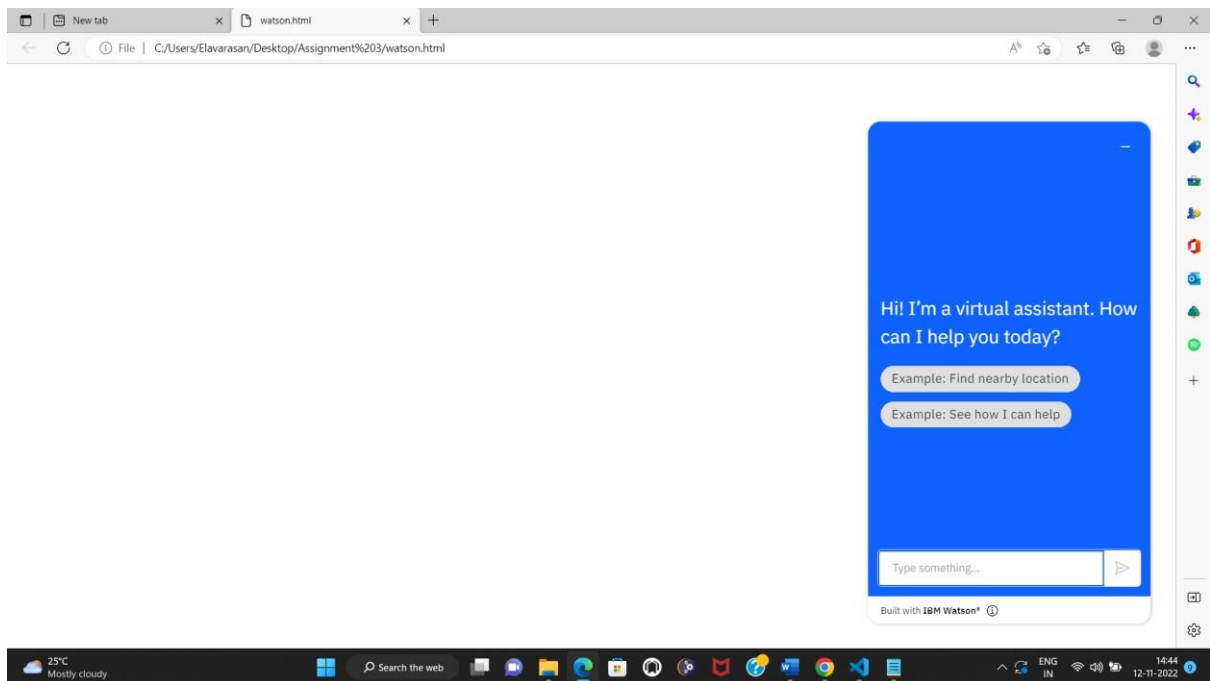 New tab
watson.html
File | C:/Users/Elavarasan/Desktop/Assignment%203/watson.html
Hi! I'm a virtual assistant. How
can I help you today?
Example: Find nearby location
Example: See how I can help
Type something...
Built with IBM Watson®
25°C
Mostly cloudy
Search the web
ENG
IN
14:44
12-11-2022